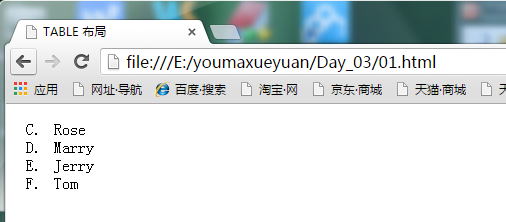 TABLE 布局
file:///E:/youmaxueyuan/Day_03/01.html
应用 网址·导航 百度·搜索 淘宝·网 京东·商城 天猫·商城
C. Rose
D. Marry
E. Jerry
F. Tom